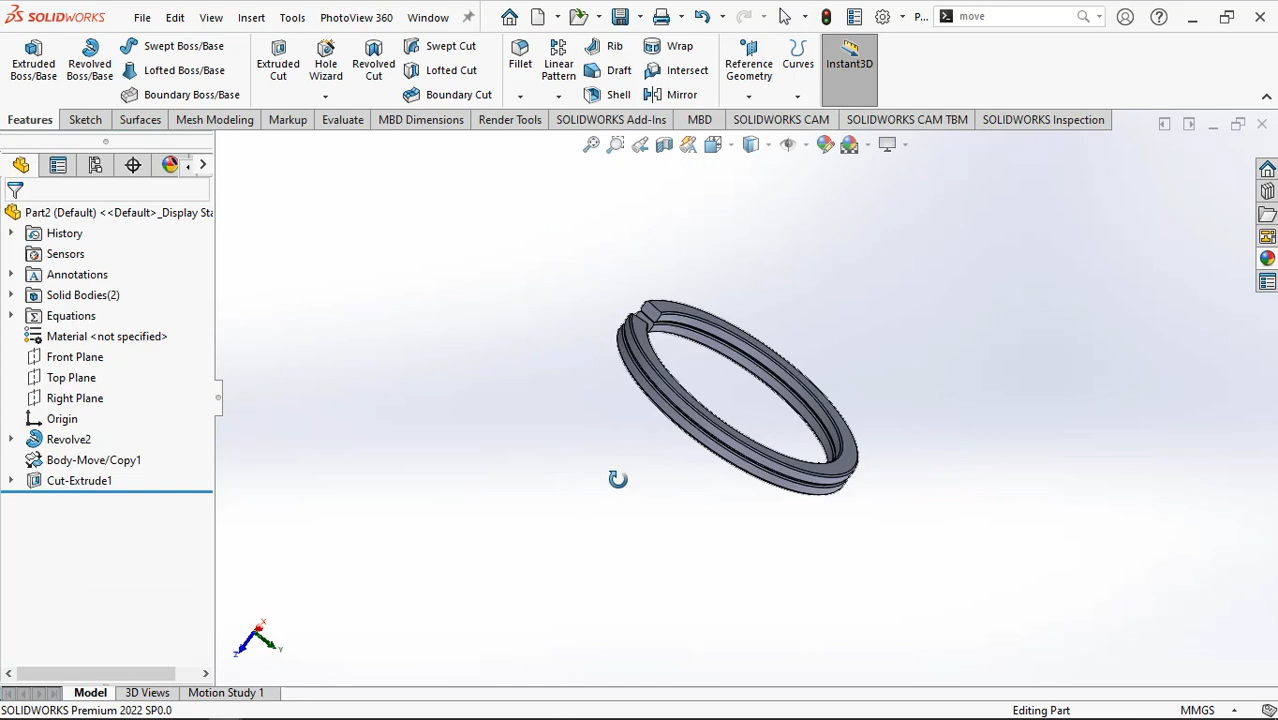 SOLIDWORKS File Edit View Insert Tools PhotoView 360 Window P... move
Extruded Boss/Base
Revolved Boss/Base
Swept Boss/Base
Lofted Boss/Base
Boundary Boss/Base
Extruded Cut
Hole Wizard
Revolved Cut
Swept Cut
Lofted Cut
Boundary Cut
Fillet
Linear Pattern
Rib
Draft
Shell
Wrap
Intersect
Mirror
Reference Geometry
Curves
Instant3D
Features Sketch Surfaces Mesh Modeling Markup Evaluate MBD Dimensions Render Tools SOLIDWORKS Add-Ins MBD SOLIDWORKS CAM SOLIDWORKS CAM TBM SOLIDWORKS Inspection
Part2 (Default) <<Default>_Display Sta
History
Sensors
Annotations
Solid Bodies(2)
Equations
Material <not specified>
Front Plane
Top Plane
Right Plane
Origin
Revolve2
Body-Move/Copy1
Cut-Extrude1
X
Y
Z
Model 3D Views Motion Study 1
SOLIDWORKS Premium 2022 SP0.0 Editing Part MMGS